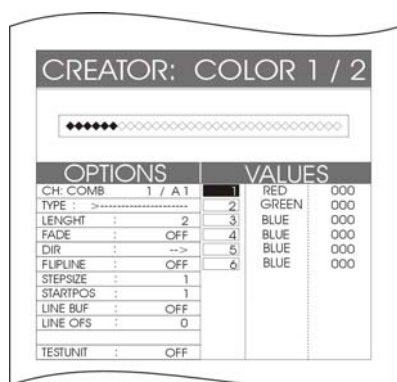 CREATOR: COLOR 1 / 2
OPTIONS VALUES
CH: COMB 1 / A1 1 RED 000
TYPE : >--------------------- 2 GREEN 000
LENGHT : 2 3 BLUE 000
FADE : OFF 4 BLUE 000
DIR : --> 5 BLUE 000
FLIPLINE : OFF 6 BLUE 000
STEPSIZE : 1
STARTPOS : 1
LINE BUF : OFF
LINE OFS : 0
TESTUNIT : OFF